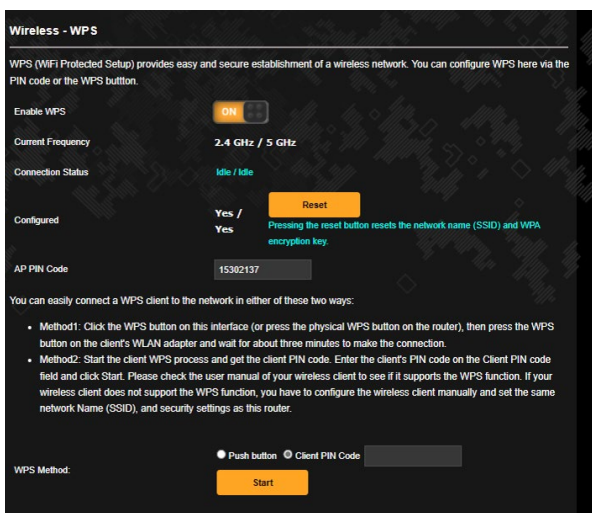 Wireless - WPS
WPS (WiFi Protected Setup) provides easy and secure establishment of a wireless network. You can configure WPS here via the
PIN code or the WPS buttton.
Enable WPS
ON
Current Frequency
2.4 GHz / 5 GHz
Connection Status
Idle / Idle
Configured
Yes /
Yes
Reset
Pressing the reset button resets the network name (SSID) and WPA
encryption key.
AP PIN Code
15302137
You can easily connect a WPS client to the network in either of these two ways:
• Method1: Click the WPS button on this interface (or press the physical WPS button on the router), then press the WPS
button on the client's WLAN adapter and wait for about three minutes to make the connection.
• Method2: Start the client WPS process and get the client PIN code. Enter the client's PIN code on the Client PIN code
field and click Start. Please check the user manual of your wireless client to see if it supports the WPS function. If your
wireless client does not support the WPS function, you have to configure the wireless client manually and set the same
network Name (SSID), and security settings as this router.
WPS Method:
Push button Client PIN Code
Start